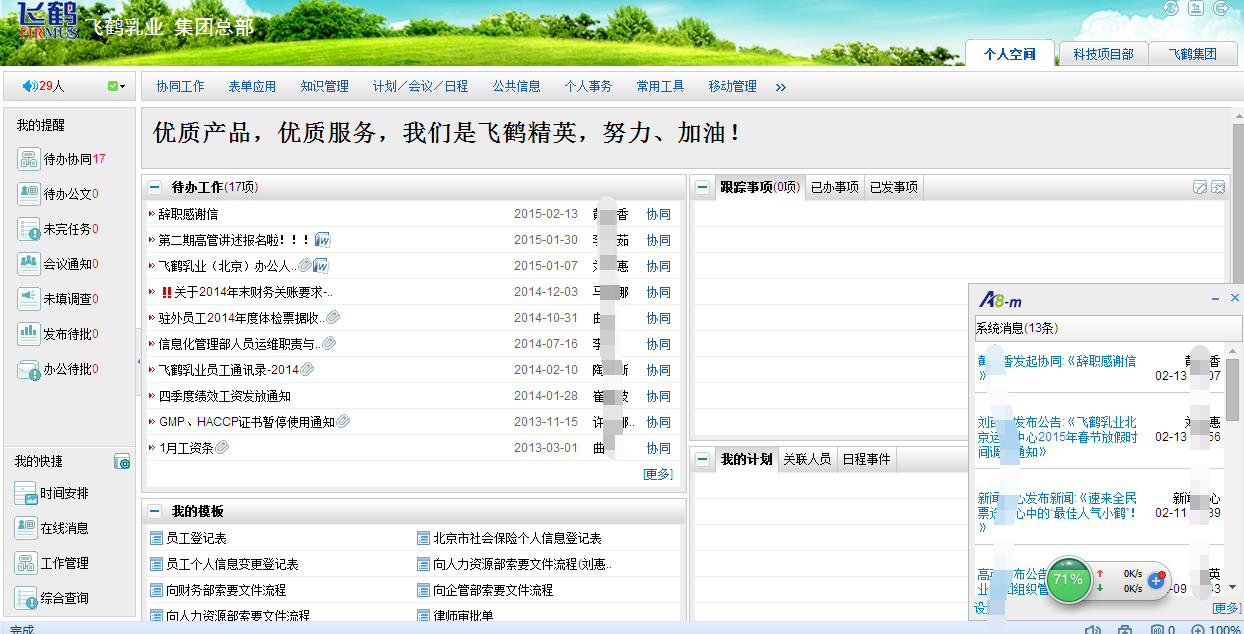 飞鹤
FIRMUS
飞鹤乳业 集团总部
个人空间 科技项目部 飞鹤集团
29人
协同工作 表单应用 知识管理 计划/会议/日程 公共信息 个人事务 常用工具 移动管理 »
优质产品，优质服务，我们是飞鹤精英，努力、加油！
我的提醒
待办协同17
待办公文0
未完任务0
会议通知0
未填调查0
发布待批0
办公待批0
我的快捷
时间安排
在线消息
工作管理
综合查询
待办工作(17项)
辞职感谢信 2015-02-13 香 协同
第二期高管讲述报名啦！！！ 2015-01-30 李 茹 协同
飞鹤乳业（北京）办公人.. 2015-01-07 惠 协同
!!关于2014年末财务关账要求-.. 2014-12-03 马 那 协同
驻外员工2014年度体检票据收.. 2014-10-31 曲 协同
信息化管理部人员运维职责与.. 2014-07-16 李 协同
飞鹤乳业员工通讯录-2014 2014-02-10 协同
四季度绩效工资发放通知 2014-01-28 协同
GMP、HACCP证书暂停使用通知 2013-11-15 许 .. 协同
1月工资条 2013-03-01 曲 协同
[更多]
我的模板
员工登记表 北京市社会保险个人信息登记表
员工个人信息变更登记表 向人力资源部索要文件流程(刘惠..
向财务部索要文件流程 向企管部索要文件流程
向人力资源部索要文件流程 律师审批单
跟踪事项(0项) 已办事项 已发事项
我的计划 关联人员 日程事件
A8-m
系统消息(13条)
黄 香发起协同:《辞职感谢信 黄 香
》 02-13 07
刘 发布公告:《飞鹤乳业北 惠
京运 中心2015年春节放假时 02-13 56
间调 通知》
新闻 心发布新闻:《速来全民 新闻 心
票选 心中的"最佳人气小鹤"! 02-11 39
》
高 布公告 英
业 组织管 -09 43
设 [更多]
71% 0K/s
0K/s
完成 0 100%